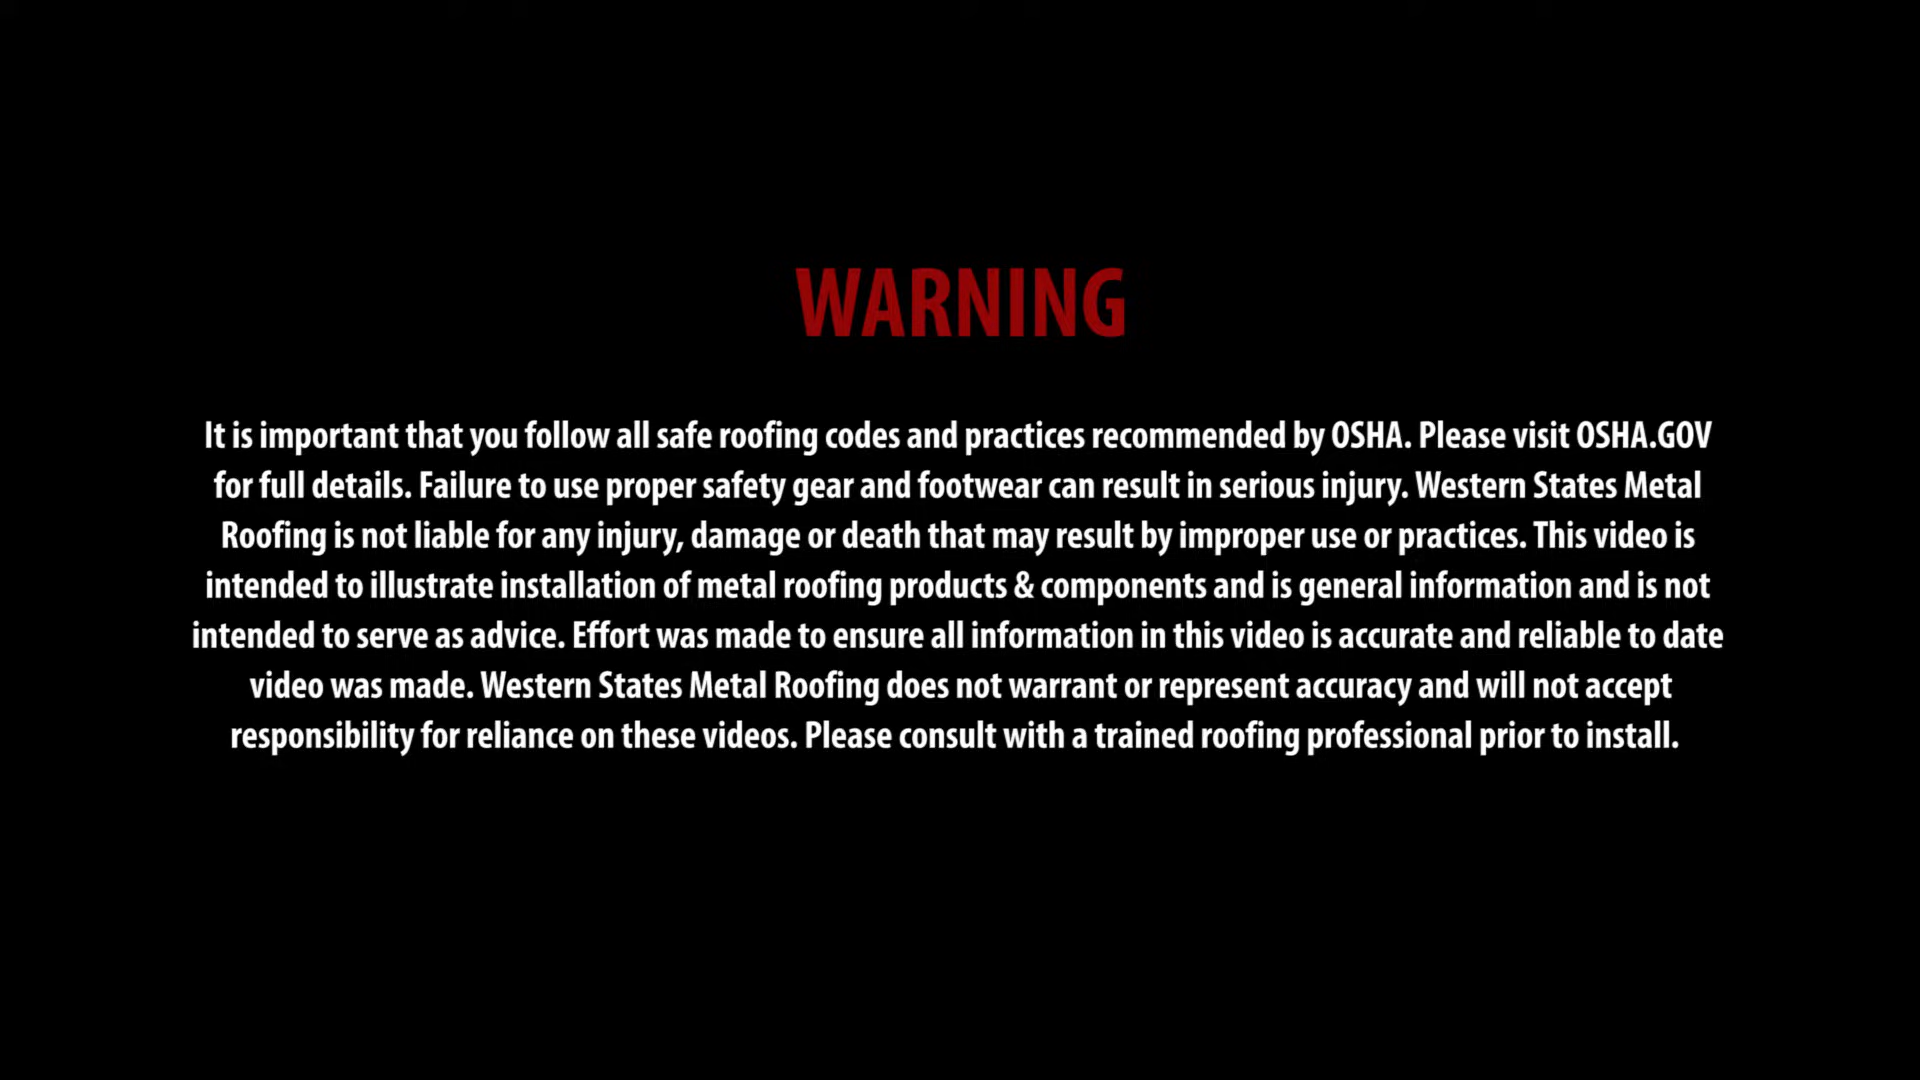 WARNING
It is important that you follow all safe roofing codes and practices recommended by OSHA. Please visit OSHA.GOV
for full details. Failure to use proper safety gear and footwear can result in serious injury. Western States Metal
Roofing is not liable for any injury, damage or death that may result by improper use or practices. This video is
intended to illustrate installation of metal roofing products & components and is general information and is not
intended to serve as advice. Effort was made to ensure all information in this video is accurate and reliable to date
video was made. Western States Metal Roofing does not warrant or represent accuracy and will not accept
responsibility for reliance on these videos. Please consult with a trained roofing professional prior to install.